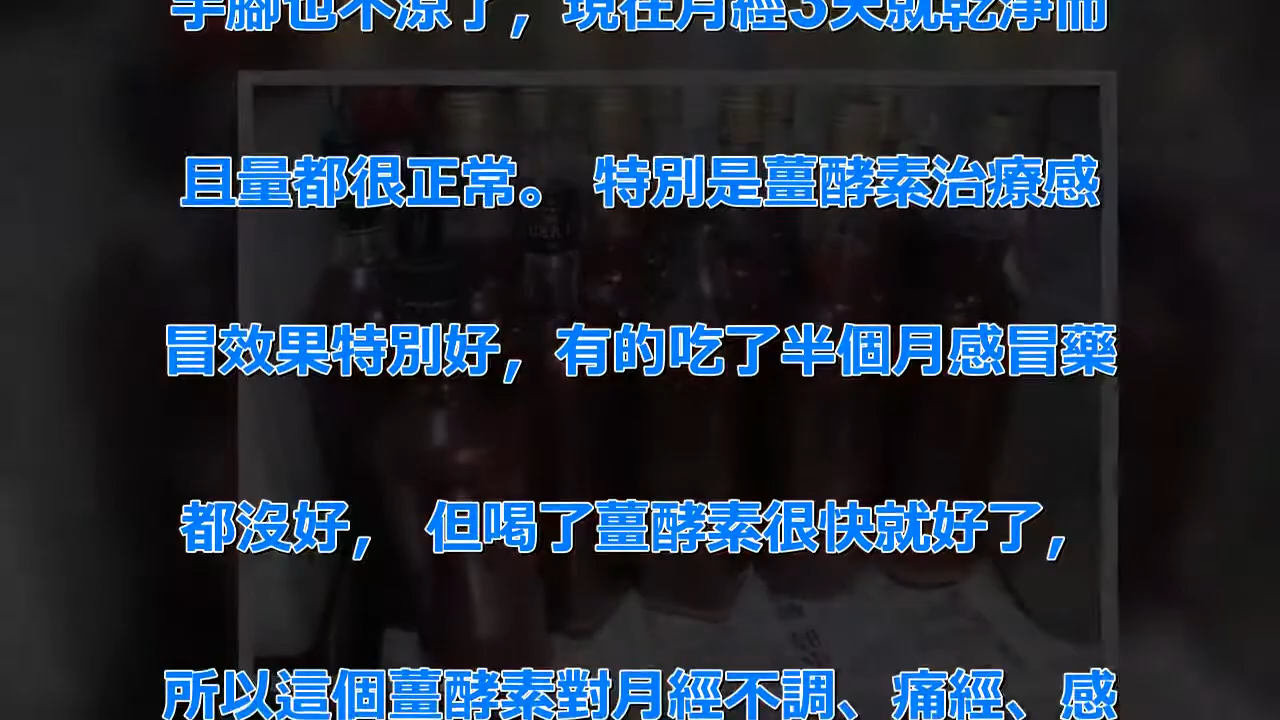 手腳也不涼了，現在月經3天就乾淨而
且量都很正常。 特別是薑酵素治療感
冒效果特別好，有的吃了半個月感冒藥
都沒好， 但喝了薑酵素很快就好了，
所以這個薑酵素對月經不調、痛經、感